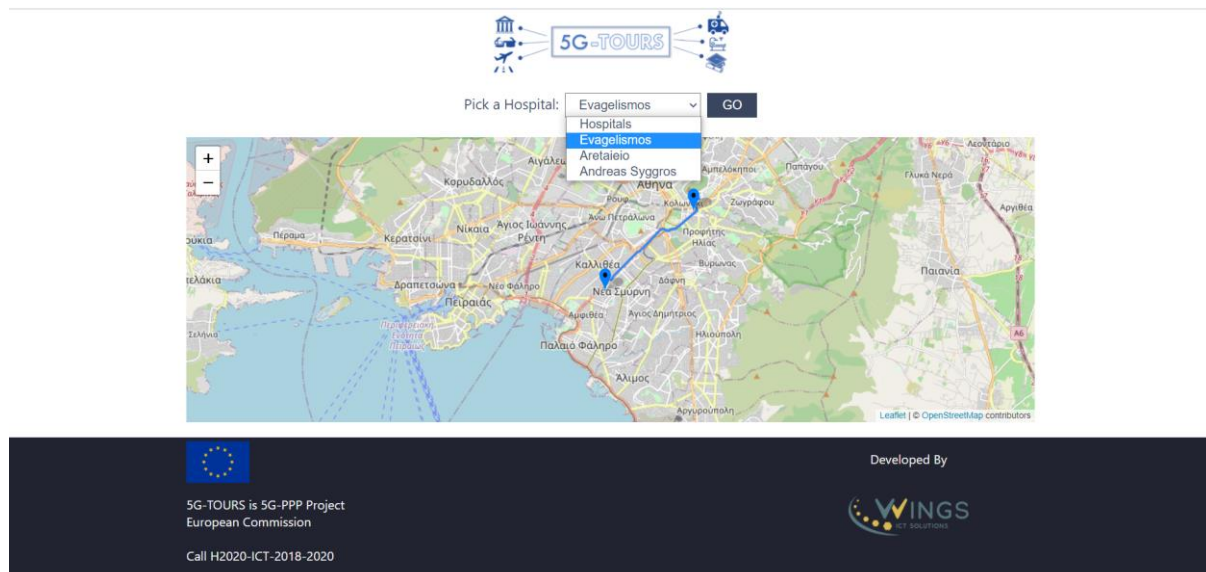 5G-TOURS
Pick a Hospital: Evagelismos GO
Hospitals
Evagelismos
Aretaieio
Andreas Syggros
+
−
Αιγάλεω
Αμπελόκηποι
Παπάγου
Γλυκά Νερά
Κορυδαλλός
Αθήνα
Ρουφ
Ζωγράφου
Αργιθέα
Άνω Πετράλωνα
Πέραμα
Κερατσίνι
Νίκαια
Άγιος Ιωάννης
Ρέντη
Προφήτης
Ηλίας
Καλλιθέα
Βύρωνας
Παιανία
Δραπετσώνα
Νέο Φάληρο
Δάφνη
Νέα Σμύρνη
Πειραιάς
Αμφιθέα
Άγιος Δημήτριος
Ηλιούπολη
A6
Παλαιό Φάληρο
Άλιμος
Αργυρούπολη
Leaflet | © OpenStreetMap contributors
Developed By
5G-TOURS is 5G-PPP Project
European Commission
WINGS
ICT SOLUTIONS
Call H2020-ICT-2018-2020